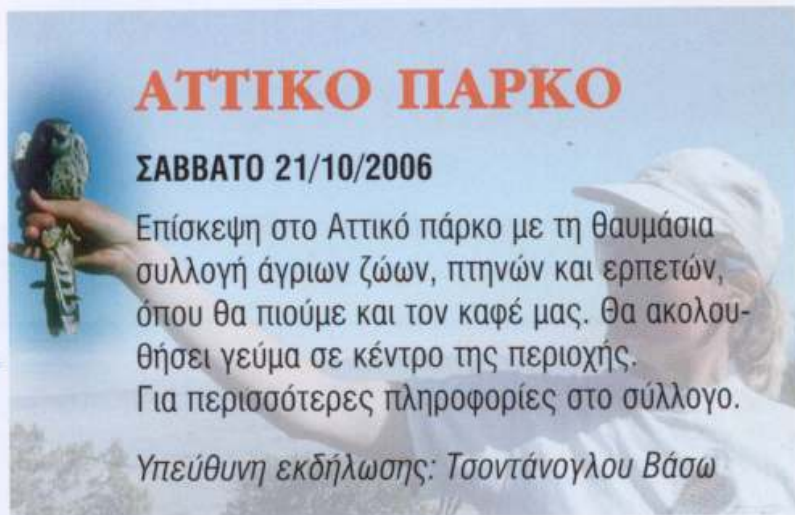 ΑΤΤΙΚΟ ΠΑΡΚΟ
ΣΑΒΒΑΤΟ 21/10/2006
Επίσκεψη στο Αττικό πάρκο με τη θαυμάσια
συλλογή άγριων ζώων, πτηνών και ερπετών,
όπου θα πιούμε και τον καφέ μας. Θα ακολου-
θήσει γεύμα σε κέντρο της περιοχής.
Για περισσότερες πληροφορίες στο σύλλογο.
Υπεύθυνη εκδήλωσης: Τσοντάνογλου Βάσω